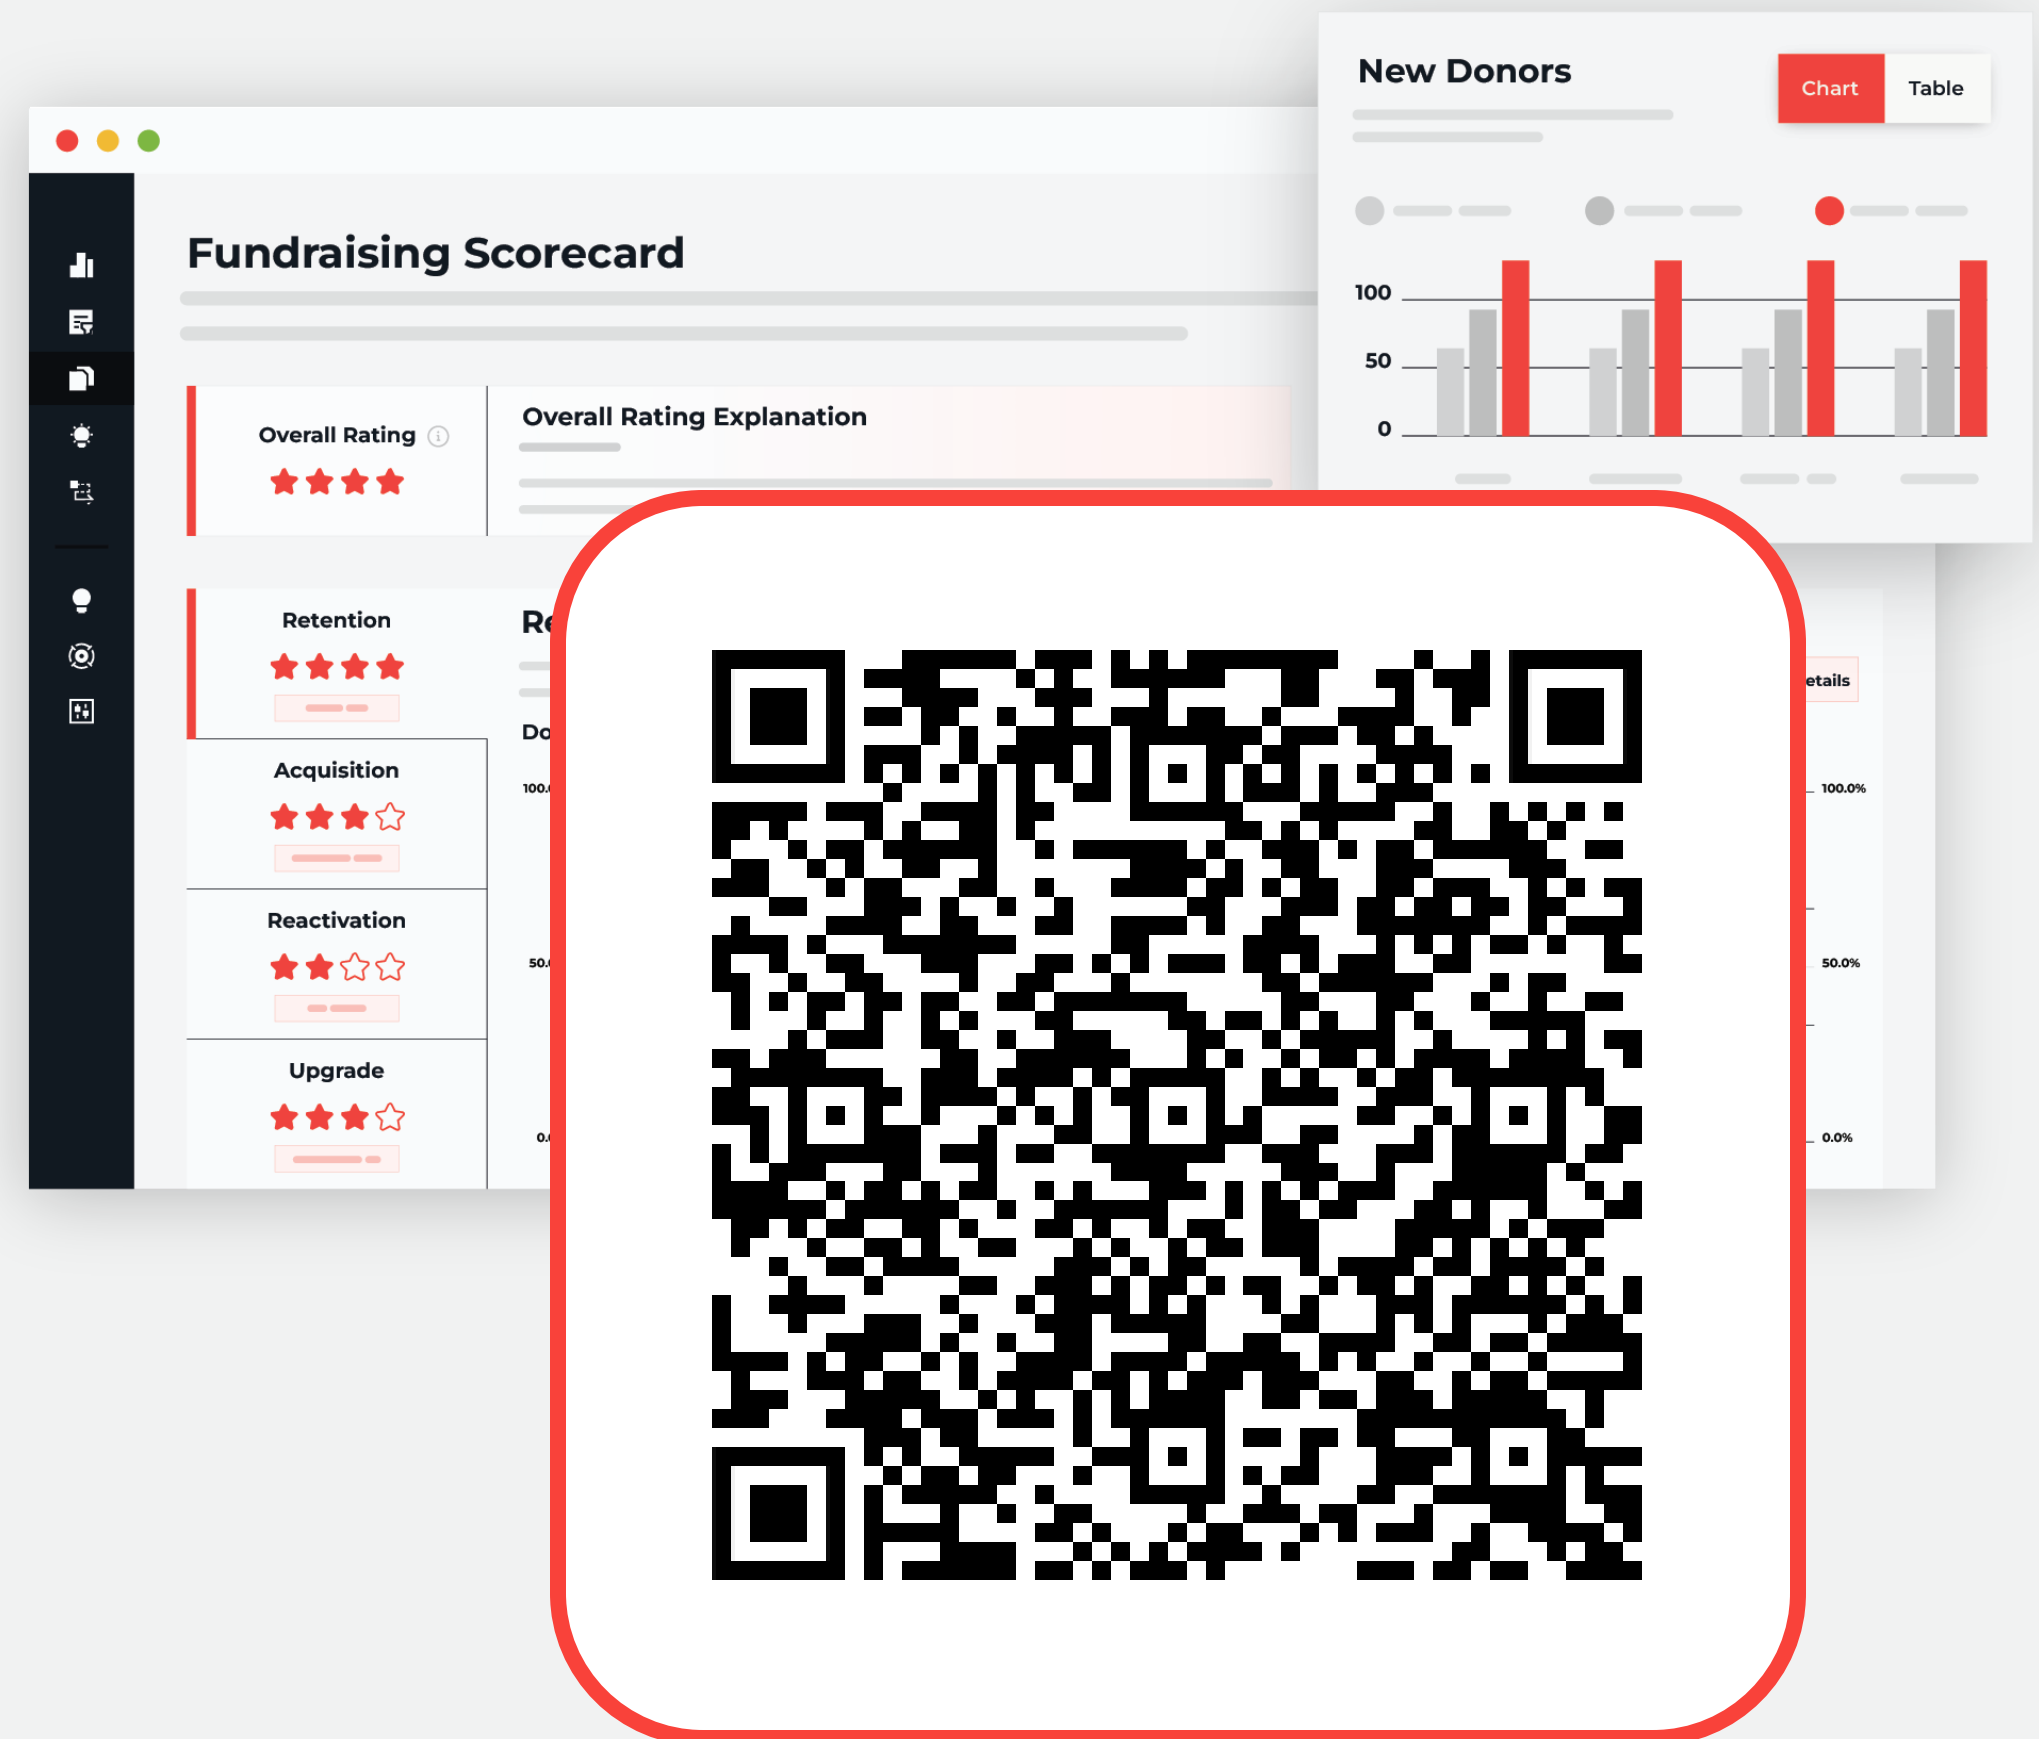 New Donors
Chart
Table
100
50
0
Fundraising Scorecard
Overall Rating
Overall Rating Explanation
Retention
Acquisition
Reactivation
Upgrade
100.0%
50.0%
0.0%